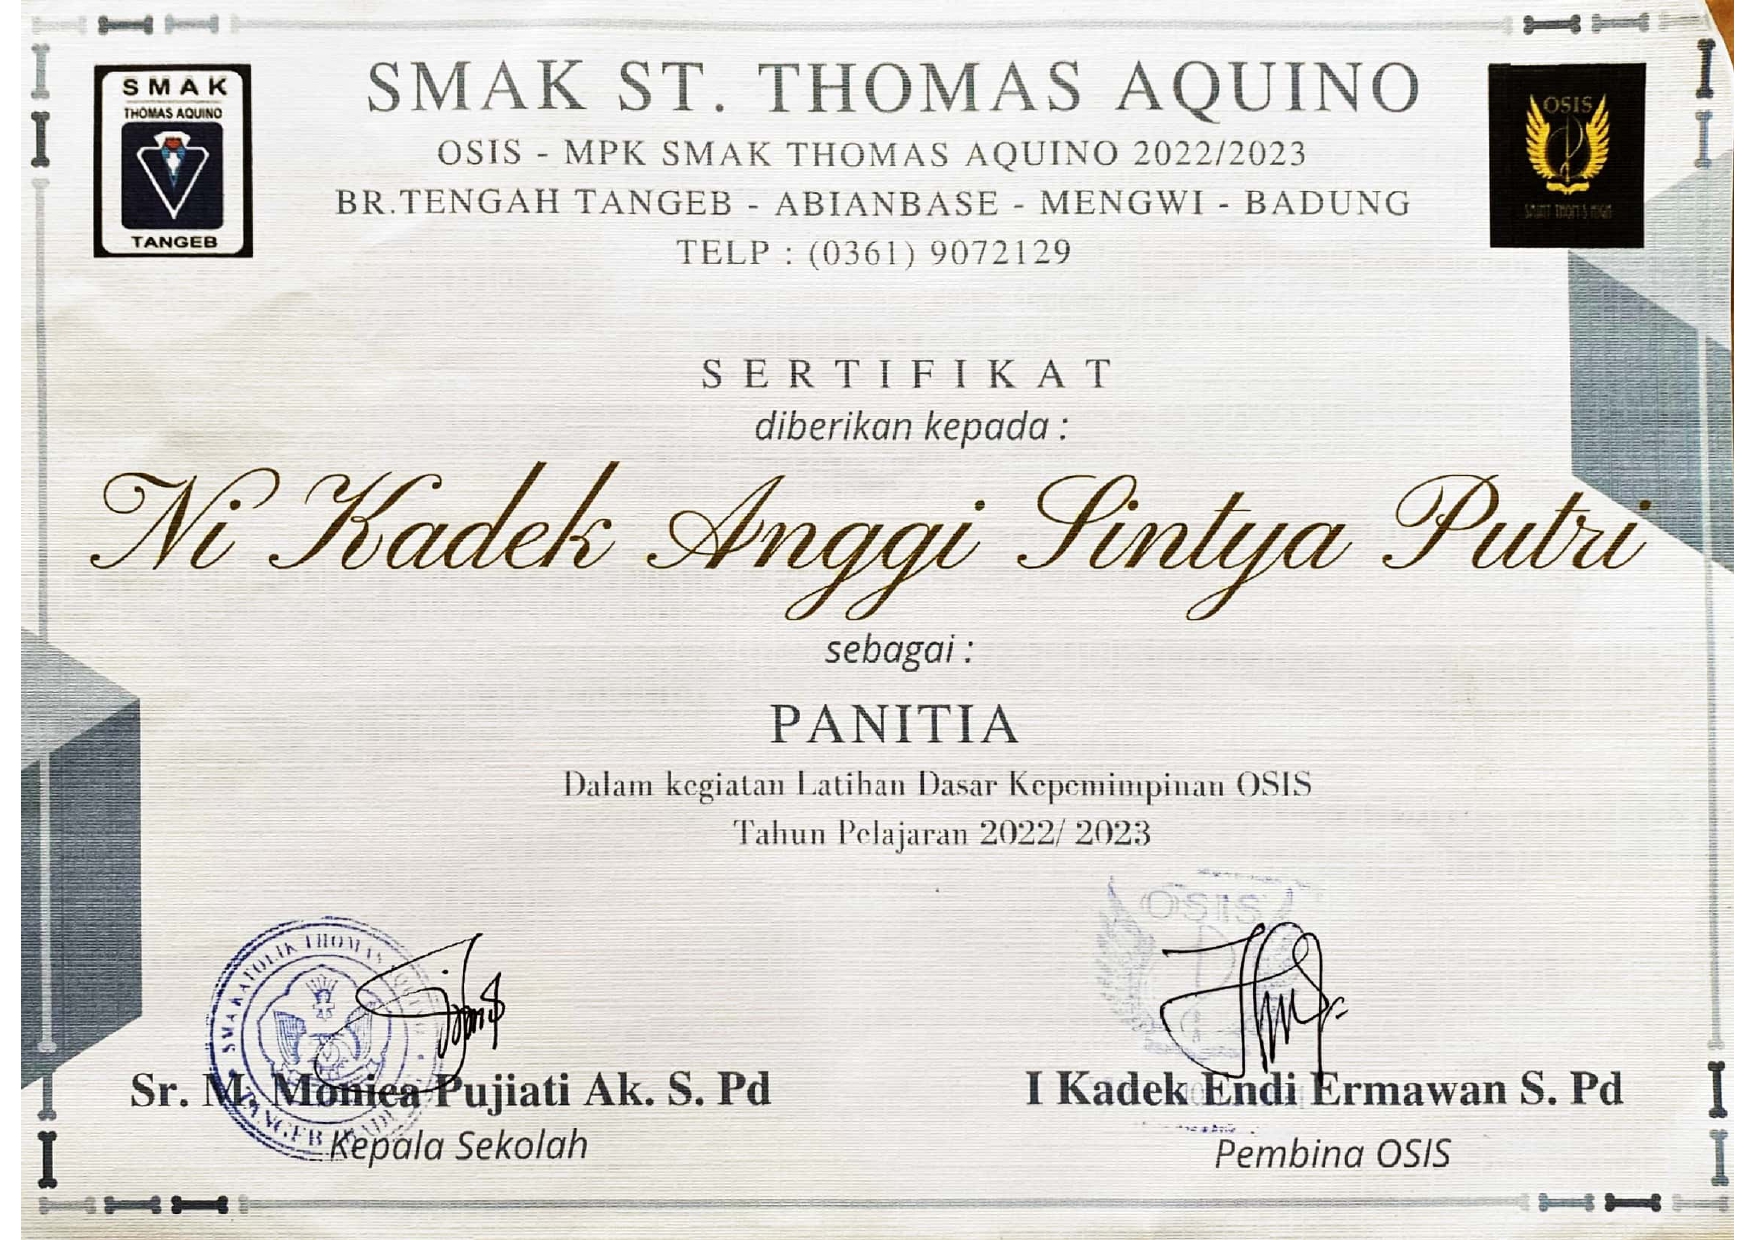 SMAK
THOMAS AQUINO
TANGEB
SMAK ST. THOMAS AQUINO
OSIS - MPK SMAK THOMAS AQUINO 2022/2023
BR.TENGAH TANGEB - ABIANBASE - MENGWI - BADUNG
TELP : (0361) 9072129
OSIS
SERTIFIKAT
diberikan kepada :
Ni Kadek Anggi Sintya Putri
sebagai :
PANITIA
Dalam kegiatan Latihan Dasar Kepemimpinan OSIS
Tahun Pelajaran 2022/ 2023
SMA KATOLIK THOMAS
TANGEB
OSIS
Sr. M. Monica Pujiati Ak. S. Pd
Kepala Sekolah
I Kadek Endi Ermawan S. Pd
Pembina OSIS